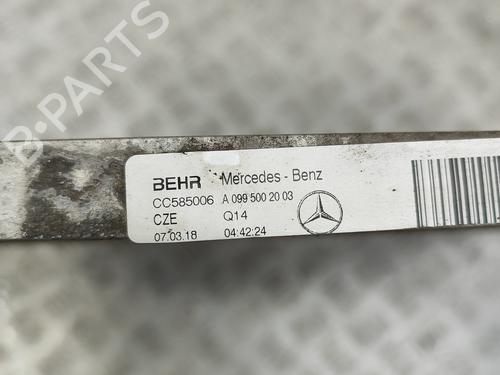 BEHR Mercedes - Benz
CC585006 A 099 500 20 03
CZE Q14
07.03.18 04:42:24
B-PARTS